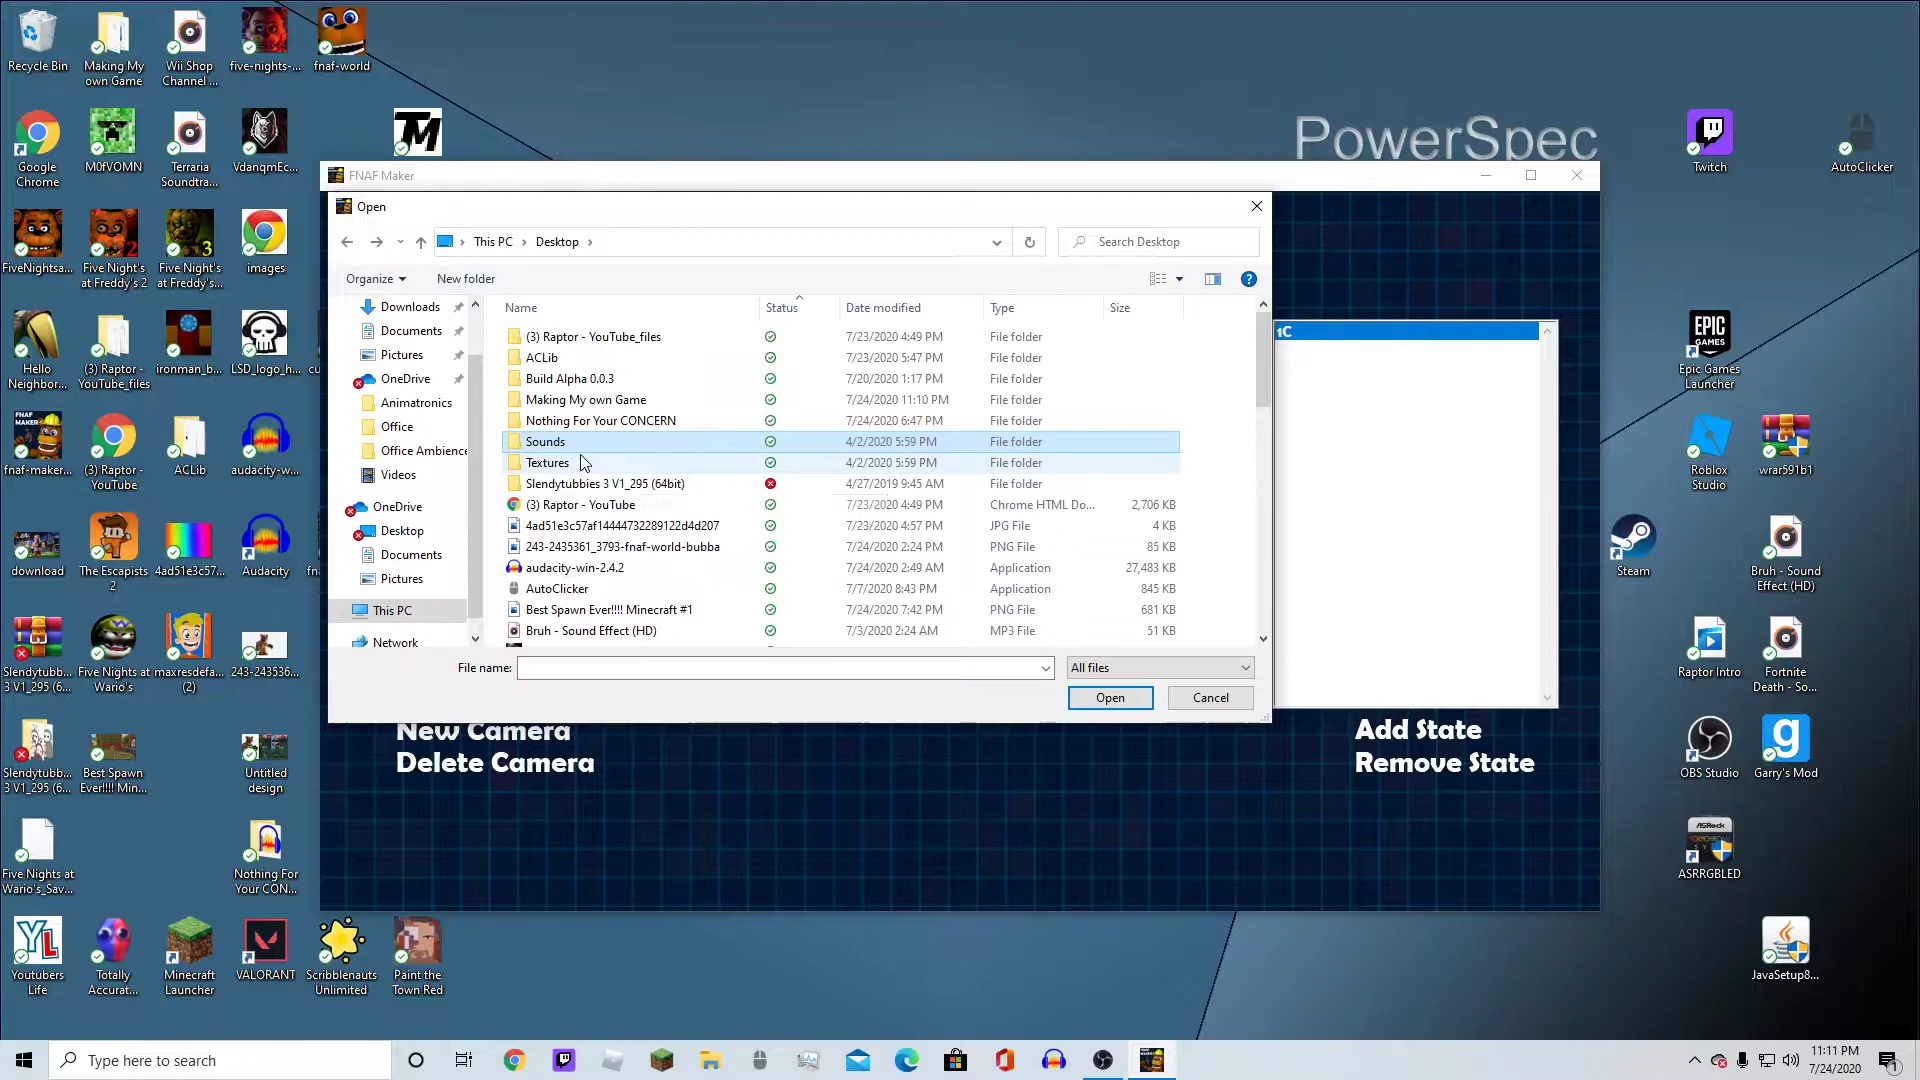 Recycle Bin
Making My
own Game
Wii Shop
Channel ...
five-nights-...
fnaf-world
Google
Chrome
M0fVOMN
Terraria
Soundtra...
VdanqmEc...
TM
PowerSpec
Twitch
AutoClicker
FiveNightsa...
Five Night's
at Freddy's 2
Five Night's
at Freddy's...
images
Hello
Neighbor...
(3) Raptor -
YouTube_files
ironman_b...
LSD_logo_h...
fnaf-maker...
(3) Raptor -
YouTube
ACLib
audacity-w...
download
The Escapists
2
4ad51e3c57...
Audacity
Slendytubb...
3 V1_295 (6...
Five Nights at
Wario's
maxresdefa...
(2)
243-243536...
Slendytubb...
3 V1_295 (6...
Best Spawn
Ever!!!! Min...
Untitled
design
Five Nights at
Wario's_Sav...
Nothing For
Your CON...
Youtubers
Life
Totally
Accurat...
Minecraft
Launcher
VALORANT
Scribblenauts
Unlimited
Paint the
Town Red
FNAF Maker
Open
This PC
Desktop
Search Desktop
Organize
New folder
Downloads
Documents
Pictures
OneDrive
Animatronics
Office
Office Ambience
Videos
OneDrive
Desktop
Documents
Pictures
This PC
Network
Name Status Date modified Type Size
(3) Raptor - YouTube_files 7/23/2020 4:49 PM File folder
ACLib 7/23/2020 5:47 PM File folder
Build Alpha 0.0.3 7/20/2020 1:17 PM File folder
Making My own Game 7/24/2020 11:10 PM File folder
Nothing For Your CONCERN 7/24/2020 6:47 PM File folder
Sounds 4/2/2020 5:59 PM File folder
Textures 4/2/2020 5:59 PM File folder
Slendytubbies 3 V1_295 (64bit) 4/27/2019 9:45 AM File folder
(3) Raptor - YouTube 7/23/2020 4:49 PM Chrome HTML Do... 2,706 KB
4ad51e3c57af14444732289122d4d207 7/23/2020 4:57 PM JPG File 4 KB
243-2435361_3793-fnaf-world-bubba 7/24/2020 2:24 PM PNG File 85 KB
audacity-win-2.4.2 7/24/2020 2:49 AM Application 27,483 KB
AutoClicker 7/7/2020 8:43 PM Application 845 KB
Best Spawn Ever!!!! Minecraft #1 7/24/2020 7:42 PM PNG File 681 KB
Bruh - Sound Effect (HD) 7/3/2020 2:24 AM MP3 File 51 KB
File name:
All files
Open
Cancel
1C
New Camera
Delete Camera
Add State
Remove State
EPIC
GAMES
Epic Games
Launcher
Roblox
Studio
wrar591b1
Steam
Bruh - Sound
Effect (HD)
Raptor Intro
Fortnite
Death - So...
OBS Studio
Garry's Mod
ASRock
ASRRGBLED
JavaSetup8...
Type here to search
11:11 PM
7/24/2020
1